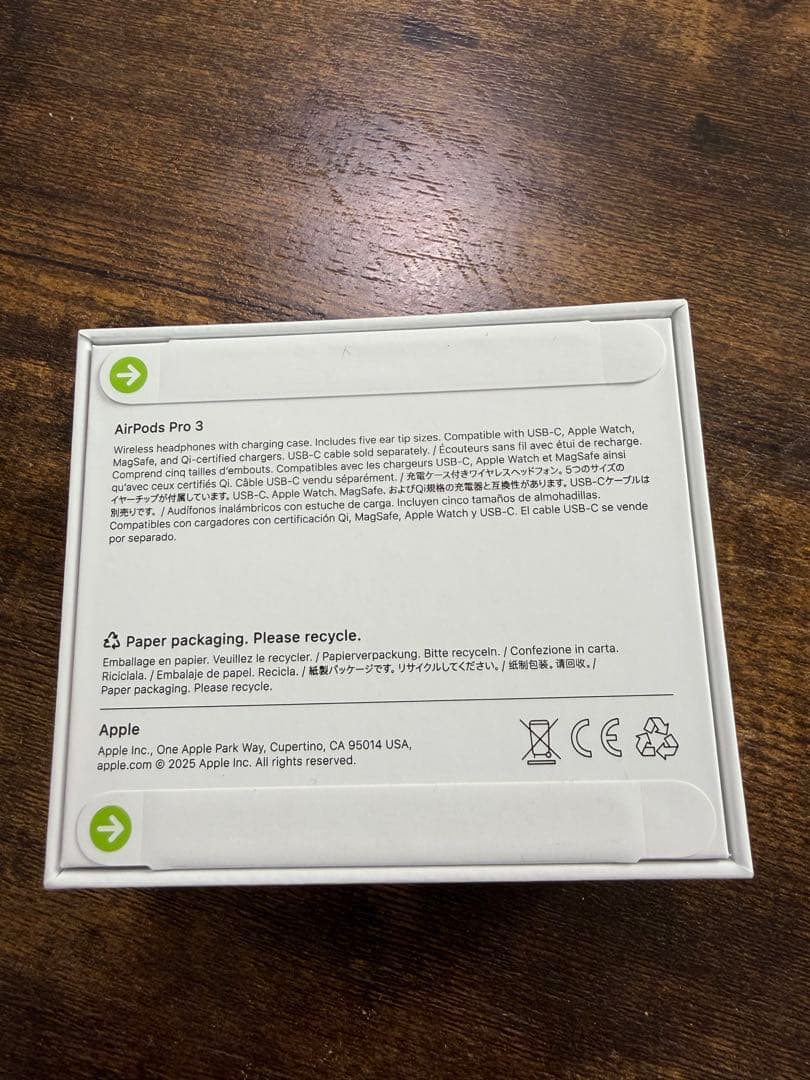 AirPods Pro 3
Wireless headphones with charging case. Includes five ear tip sizes. Compatible with USB-C, Apple Watch,
MagSafe, and Qi-certified chargers. USB-C cable sold separately. / Écouteurs sans fil avec étui de recharge.
Comprend cinq tailles d'embouts. Compatibles avec les chargeurs USB-C, Apple Watch et MagSafe ainsi
qu'avec ceux certifiés Qi. Câble USB-C vendu séparément. / 充電ケース付きワイヤレスヘッドフォン。5つのサイズの
イヤーチップが付属しています。USB-C、Apple Watch、MagSafe、およびQi規格の充電器と互換性があります。USB-Cケーブルは
別売りです。 / Audífonos inalámbricos con estuche de carga. Incluyen cinco tamaños de almohadillas.
Compatibles con cargadores con certificación Qi, MagSafe, Apple Watch y USB-C. El cable USB-C se vende
por separado.
Paper packaging. Please recycle.
Emballage en papier. Veuillez le recycler. / Papierverpackung. Bitte recyceln. / Confezione in carta.
Riciclala. / Embalaje de papel. Recicla. / 紙製パッケージです。リサイクルしてください。 / 纸制包装。请回收。 /
Paper packaging. Please recycle.
Apple
Apple Inc., One Apple Park Way, Cupertino, CA 95014 USA,
apple.com © 2025 Apple Inc. All rights reserved.
CE